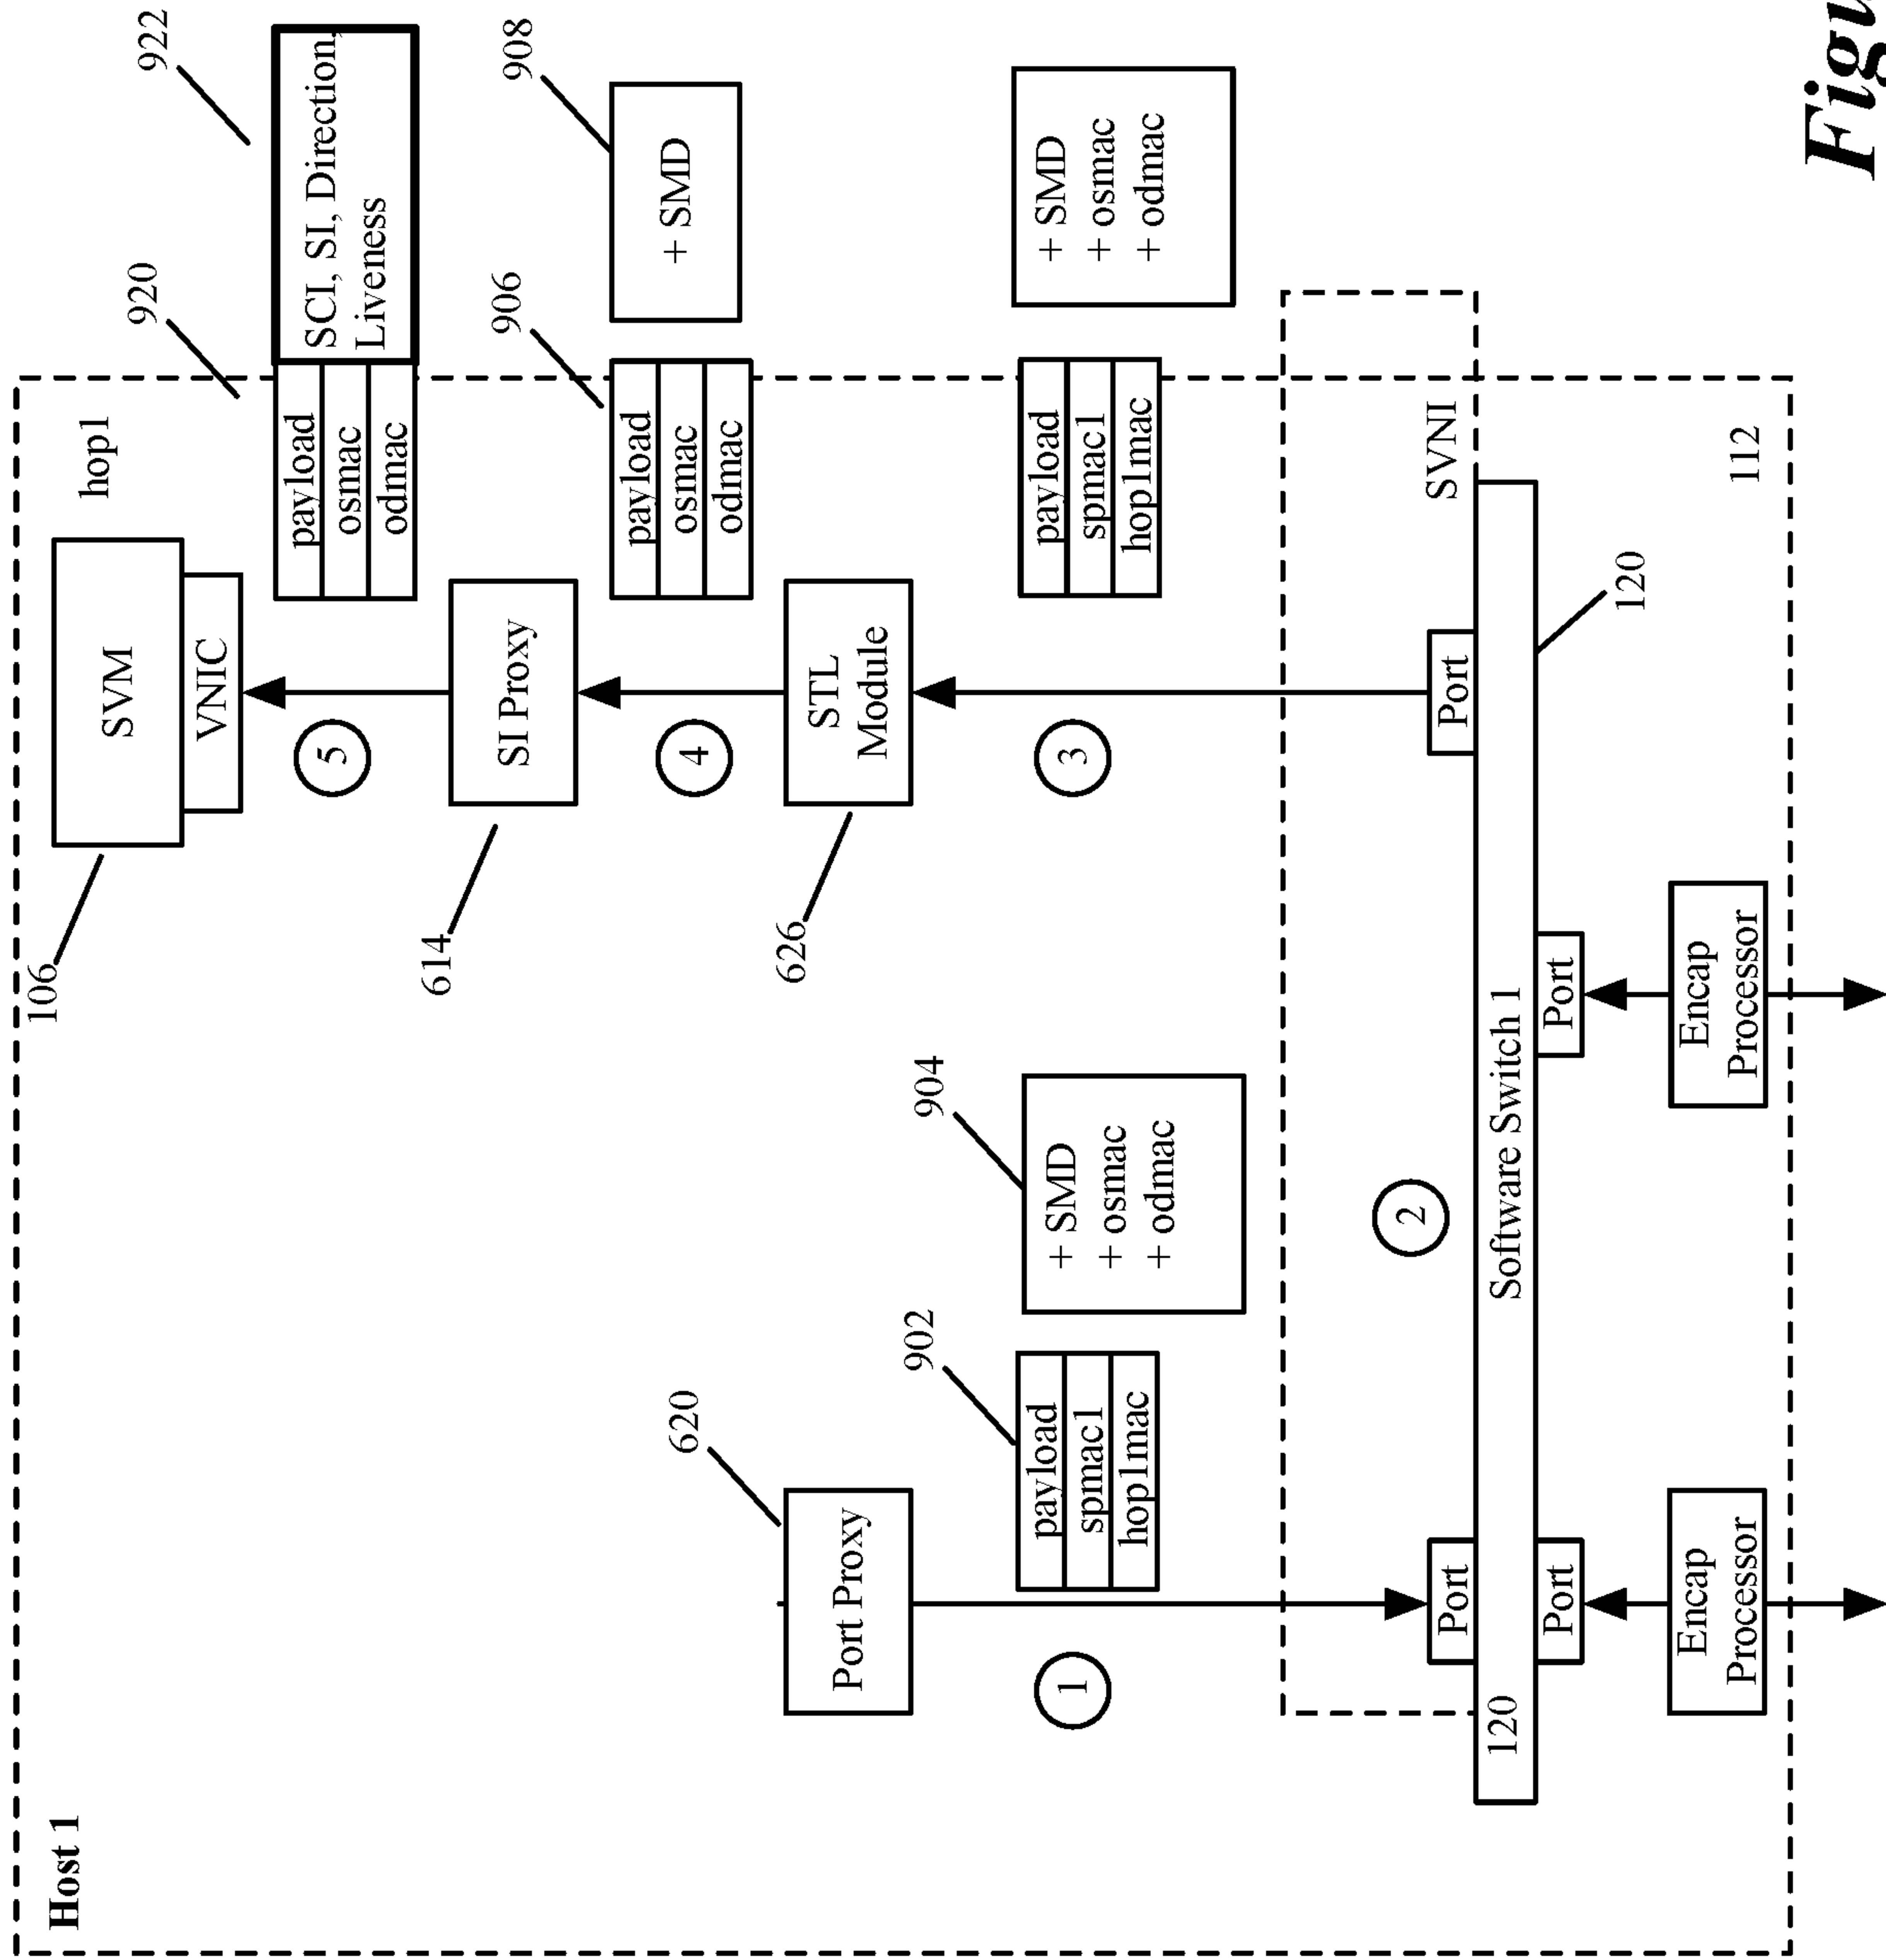 Host 1
106
SVM
VNIC
hop1
5
920
922
payload
osmac
odmac
SCI, SI, Direction,
Liveness
614
SI Proxy
4
906
908
payload
osmac
odmac
+ SMD
620
Port Proxy
626
STL
Module
1
902
904
payload
spmac1
hop1mac
+ SMD
+ osmac
+ odmac
3
payload
spmac1
hop1mac
+ SMD
+ osmac
+ odmac
2
Port
Port
SVNI
120
Software Switch 1
120
Port
Port
Encap
Processor
Encap
Processor
112